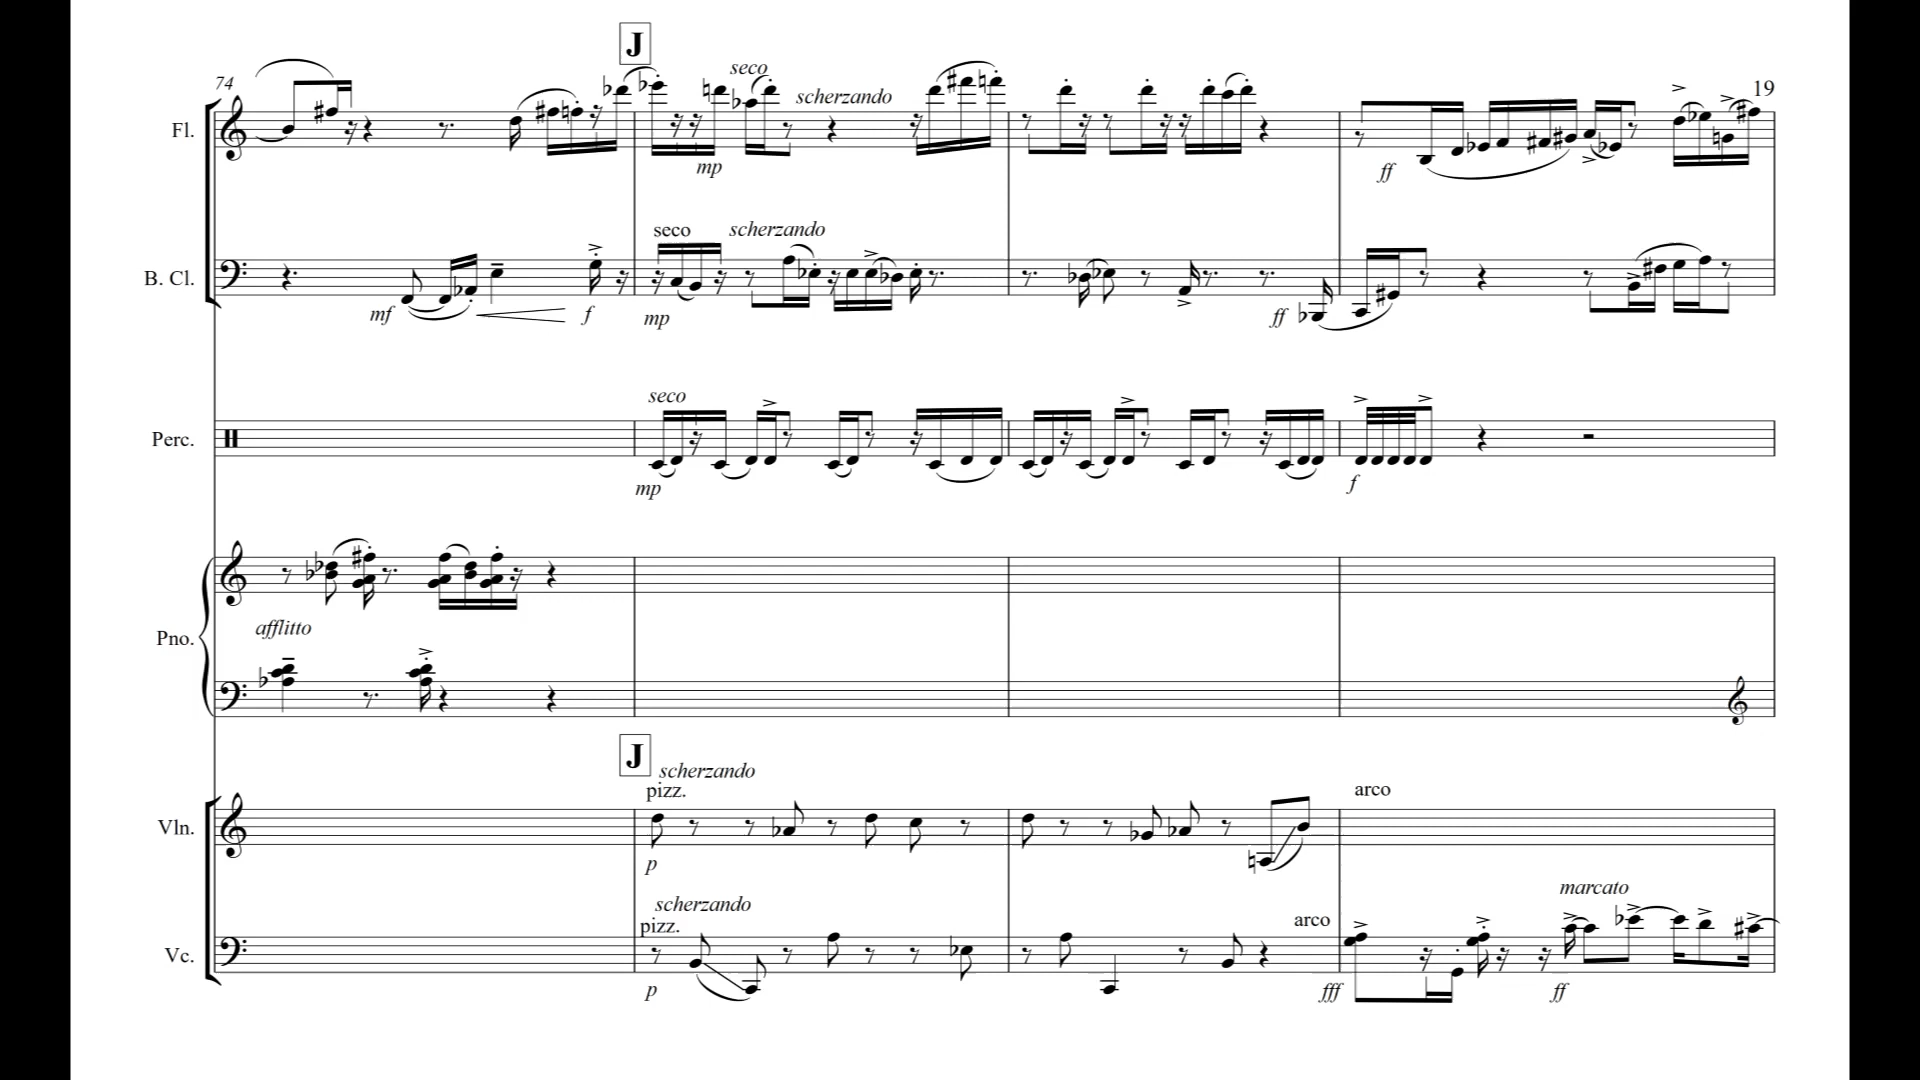 J
74
seco
19
scherzando
Fl.
mp
ff
seco
scherzando
B. Cl.
mf
f
mp
ff
seco
Perc.
mp
f
afflitto
Pno.
J
scherzando
pizz.
arco
Vln.
p
marcato
scherzando
pizz.
arco
Vc.
p
fff
ff